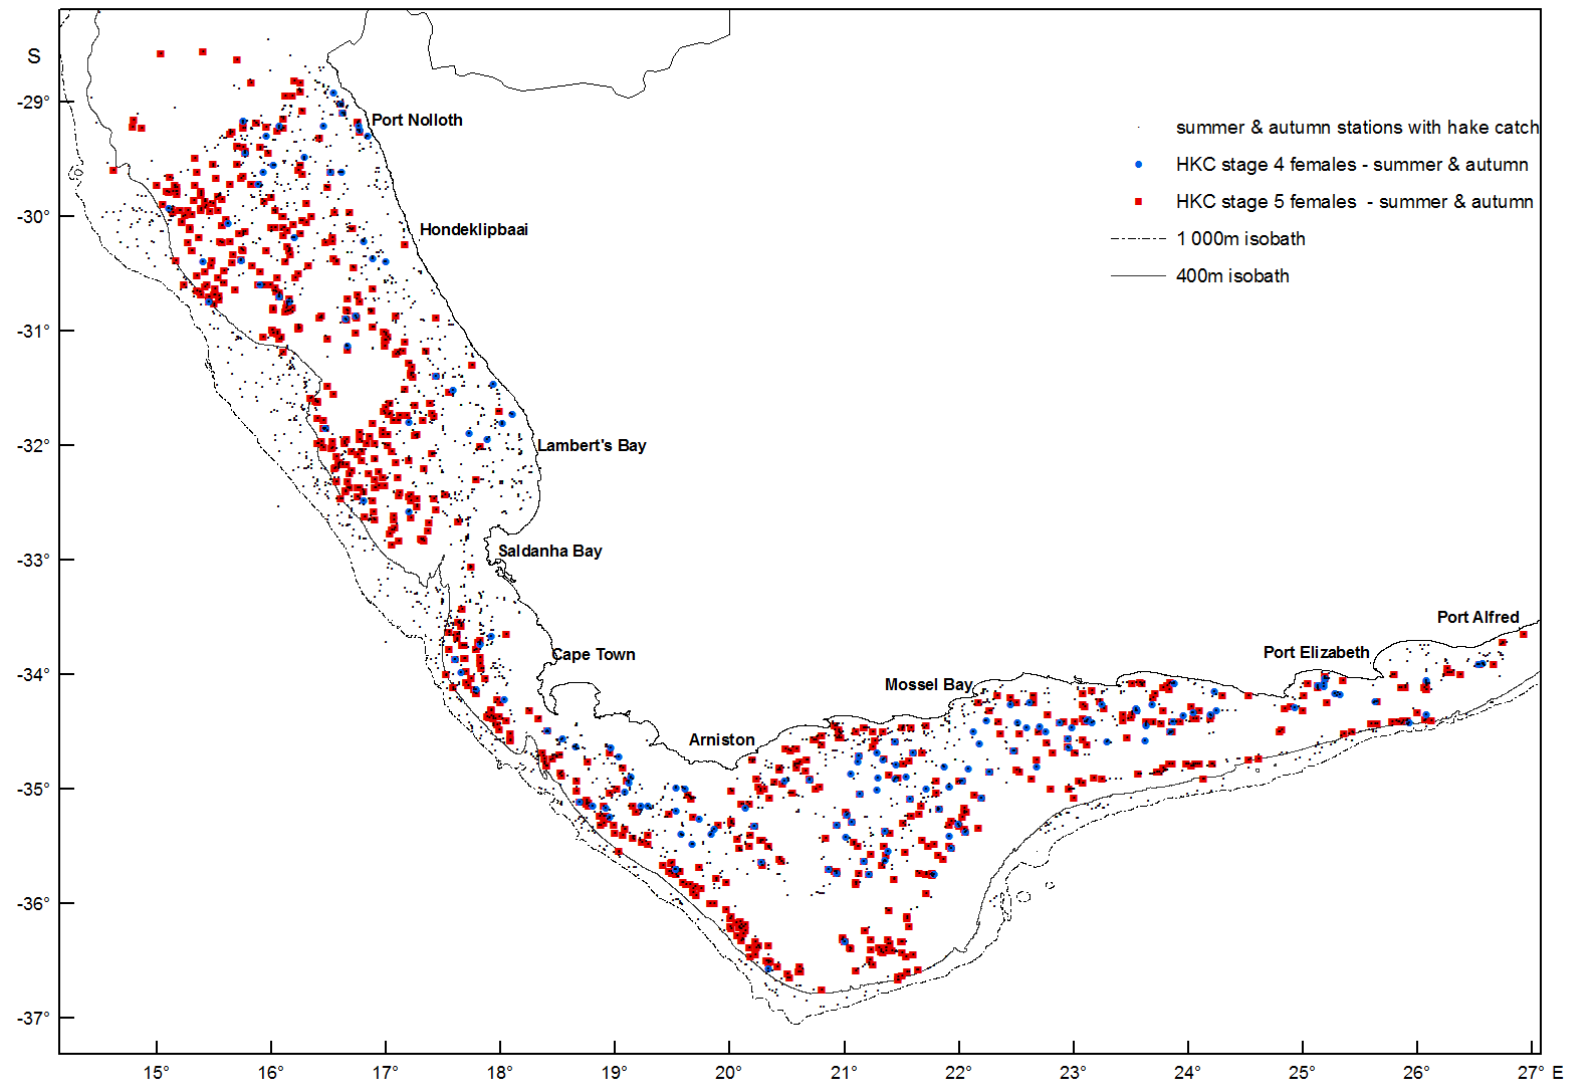 S
-29°
-30°
-31°
-32°
-33°
-34°
-35°
-36°
-37°
Port Nolloth
Hondeklipbaai
Lambert's Bay
Saldanha Bay
Cape Town
Arniston
Mossel Bay
Port Elizabeth
Port Alfred
summer & autumn stations with hake catch
HKC stage 4 females - summer & autumn
HKC stage 5 females - summer & autumn
1 000m isobath
400m isobath
15° 16° 17° 18° 19° 20° 21° 22° 23° 24° 25° 26° 27° E